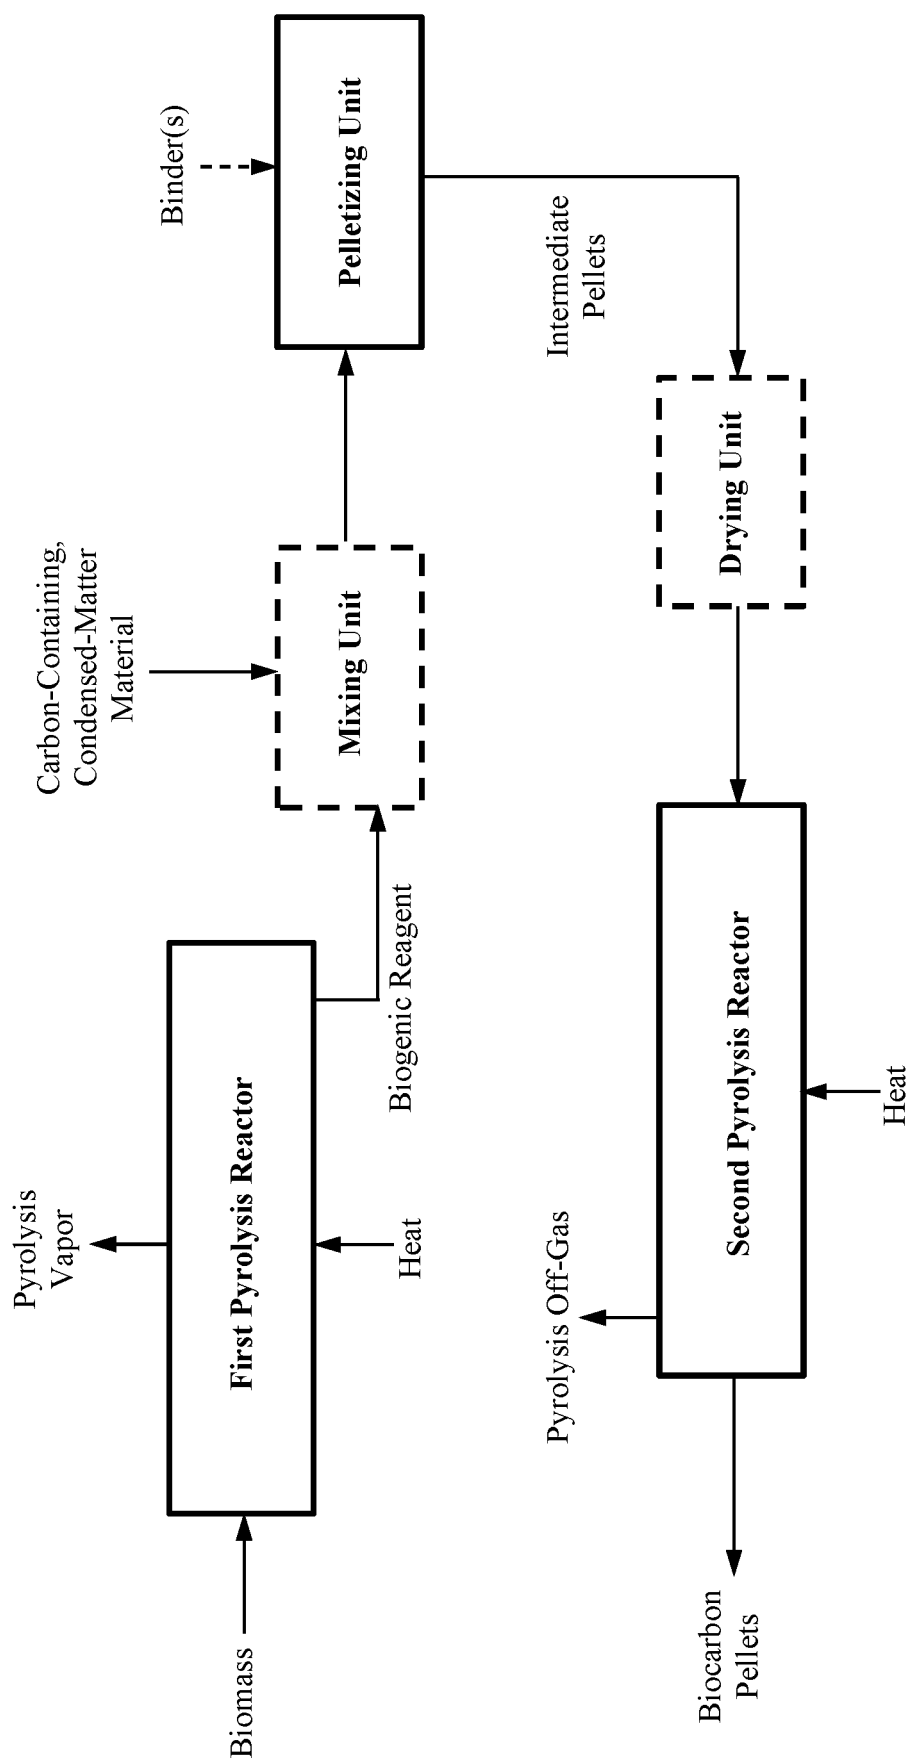 Biomass
Pyrolysis
Vapor
First Pyrolysis Reactor
Heat
Biogenic Reagent
Carbon-Containing,
Condensed-Matter
Material
Mixing Unit
Binder(s)
Pelletizing Unit
Intermediate
Pellets
Drying Unit
Second Pyrolysis Reactor
Heat
Pyrolysis Off-Gas
Biocarbon
Pellets